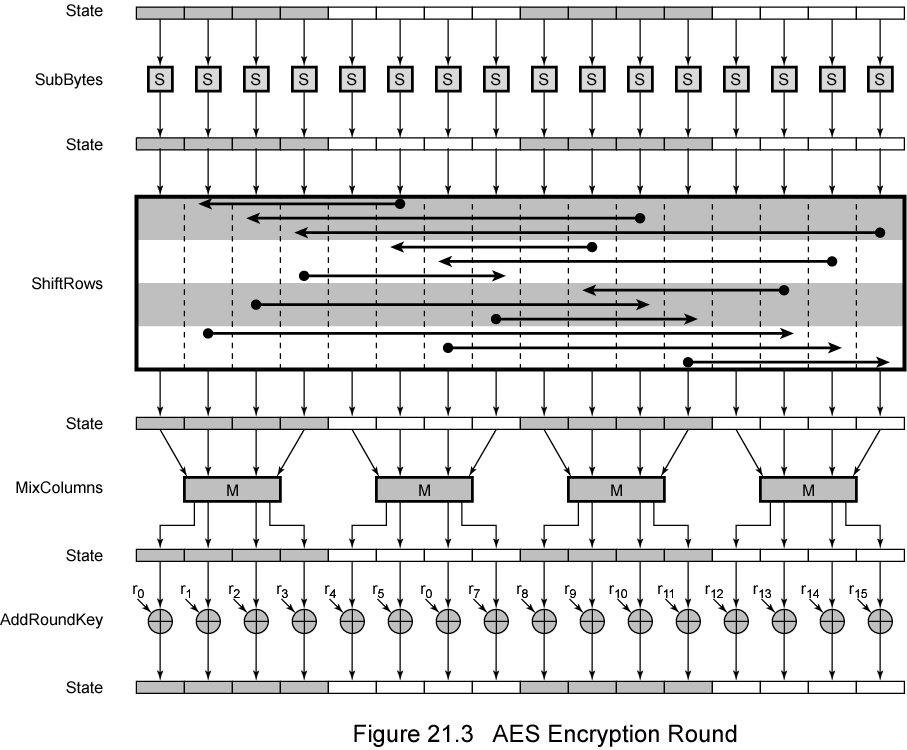 State
SubBytes S S S S S S S S S S S S S S S S
State
ShiftRows
State
MixColumns M M M M
State
r0 r1 r2 r3 r4 r5 r0 r7 r8 r9 r10 r11 r12 r13 r14 r15
AddRoundKey
State
Figure 21.3 AES Encryption Round